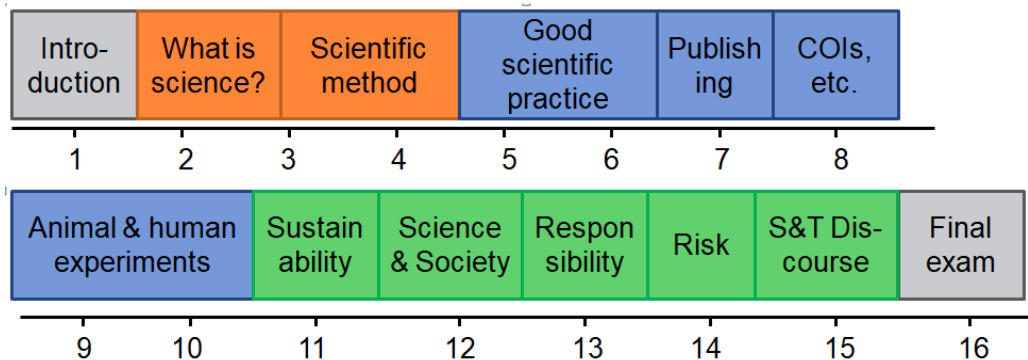 Intro-
duction
What is
science?
Scientific
method
Good
scientific
practice
Publish
ing
COIs,
etc.
1 2 3 4 5 6 7 8
Animal & human
experiments
Sustain
ability
Science
& Society
Respon
sibility
Risk
S&T Dis-
course
Final
exam
9 10 11 12 13 14 15 16